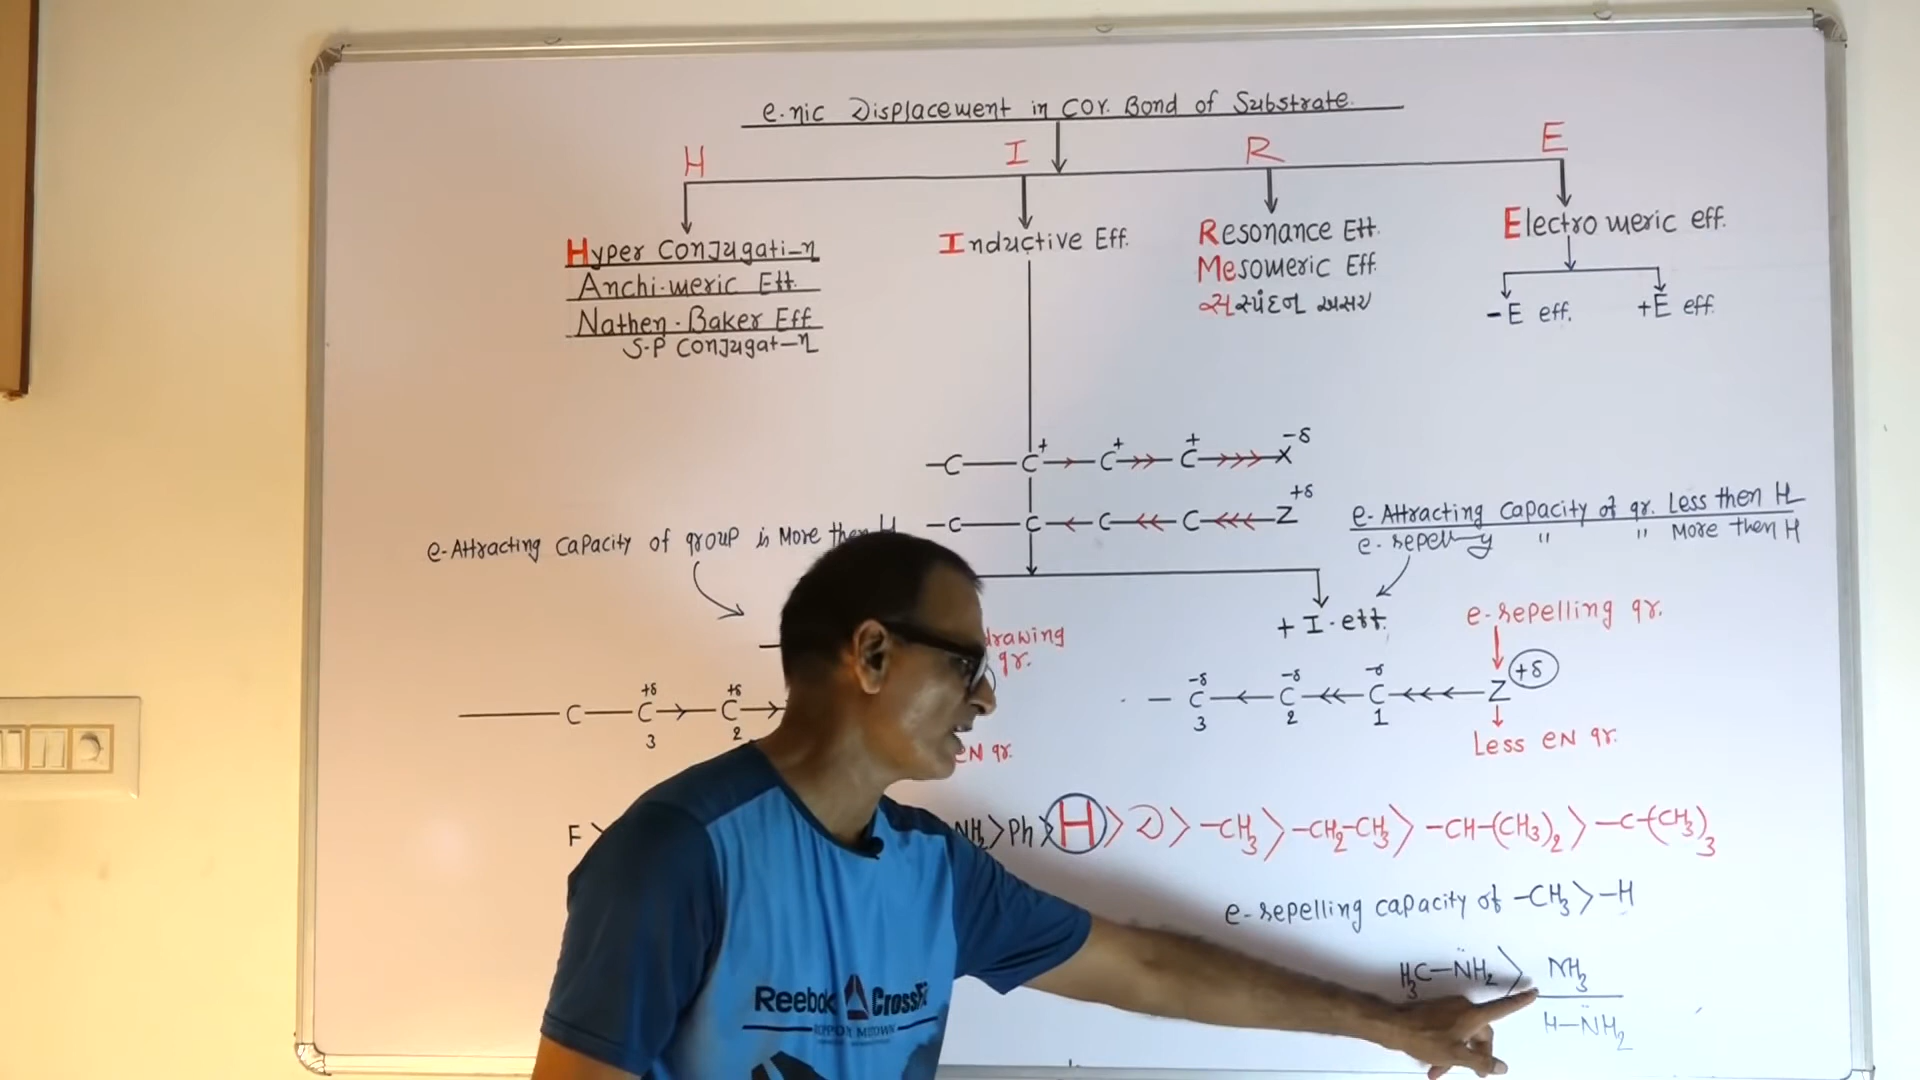 e.nic Displacement in cov. Bond of Substrate.
H I R E
Hyper Conjugati-n
Anchi-meric Eff.
Nathen-Baker Eff
S-P Conjugat-n
Inductive Eff.
Resonance Eff.
Mesomeric Eff.
સસ્પંદન અસર
Electro meric eff.
-E eff. +E eff.
-C—C+ C+ C+ X -δ
-C—C C C Z +δ
e-Attracting Capacity of group is More then H
e-Attracting capacity of gr. Less then H
e-repelling " " More then H
+I-eff.
drawing
gr.
e-repelling gr.
C—C +δ 3 C +δ 2
— C -δ 3 C -δ 2 C -δ 1 Z +δ
eN gr.
Less eN gr.
F>
NH2>Ph>H>D>-CH3>-CH2-CH3>-CH-(CH3)2>-C-(CH3)3
e-repelling capacity of -CH3>-H
H3C-N̈H2> NH3
H-N̈H2
Reebok CrossFit